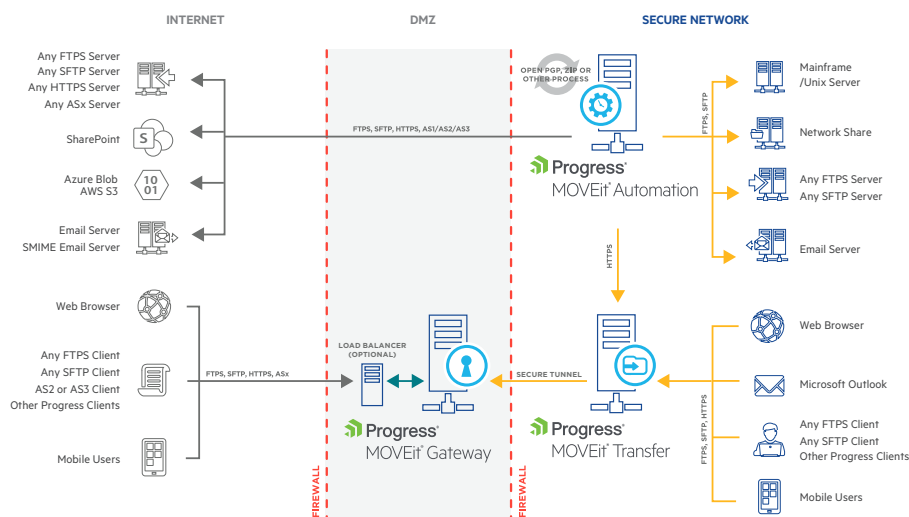 INTERNET
DMZ
SECURE NETWORK
Any FTPS Server
Any SFTP Server
Any HTTPS Server
Any ASx Server
SharePoint
S
Azure Blob
AWS S3
10
01
Email Server
SMIME Email Server
FTPS, SFTP, HTTPS, AS1/AS2/AS3
OPEN PGP, ZIP OR
OTHER PROCESS
Progress®
MOVEit® Automation
FTPS, SFTP
Mainframe
/Unix Server
Network Share
Any FTPS Server
Any SFTP Server
Email Server
HTTPS
Web Browser
Any FTPS Client
Any SFTP Client
AS2 or AS3 Client
Other Progress Clients
Mobile Users
FTPS, SFTP, HTTPS, ASx
LOAD BALANCER
(OPTIONAL)
Progress®
MOVEit® Gateway
SECURE TUNNEL
Progress®
MOVEit® Transfer
FTPS, SFTP, HTTPS
Web Browser
Microsoft Outlook
Any FTPS Client
Any SFTP Client
Other Progress Clients
Mobile Users
FIREWALL
FIREWALL